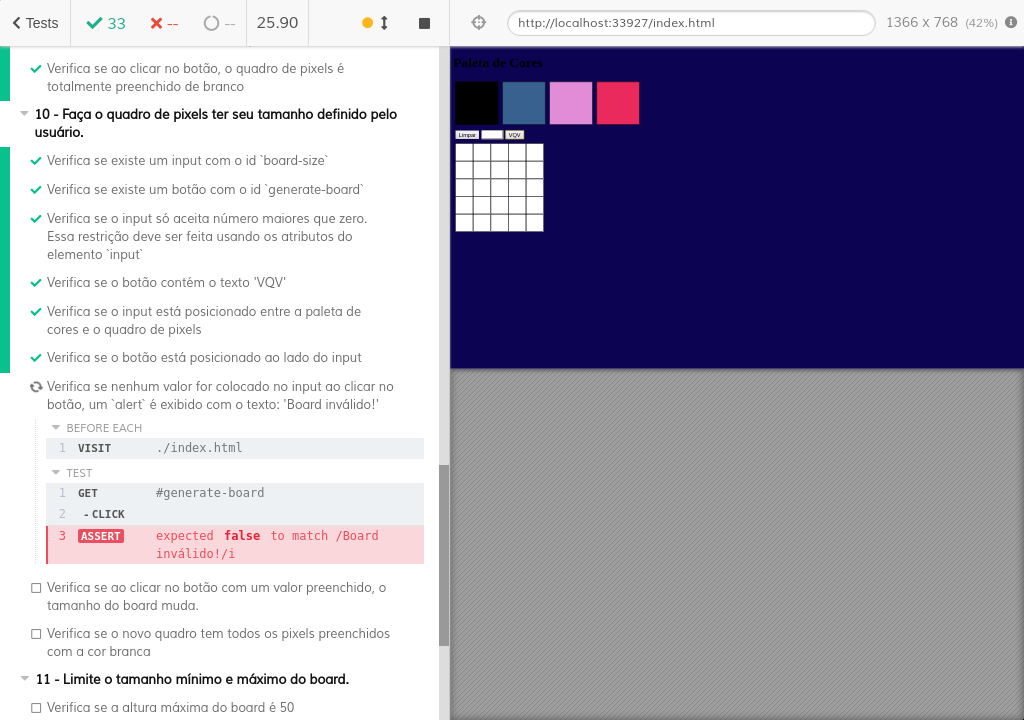 Tests
33
--
--
25.90
http://localhost:33927/index.html
1366 x 768 (42%)
Verifica se ao clicar no botão, o quadro de pixels é
totalmente preenchido de branco
10 - Faça o quadro de pixels ter seu tamanho definido pelo
usuário.
Verifica se existe um input com o id `board-size`
Verifica se existe um botão com o id `generate-board`
Verifica se o input só aceita número maiores que zero.
Essa restrição deve ser feita usando os atributos do
elemento `input`
Verifica se o botão contém o texto 'VQV'
Verifica se o input está posicionado entre a paleta de
cores e o quadro de pixels
Verifica se o botão está posicionado ao lado do input
Verifica se nenhum valor for colocado no input ao clicar no
botão, um `alert` é exibido com o texto: 'Board inválido!'
BEFORE EACH
1 VISIT ./index.html
TEST
1 GET #generate-board
2 - CLICK
3 ASSERT expected false to match /Board
inválido!/i
Verifica se ao clicar no botão com um valor preenchido, o
tamanho do board muda.
Verifica se o novo quadro tem todos os pixels preenchidos
com a cor branca
11 - Limite o tamanho mínimo e máximo do board.
Verifica se a altura máxima do board é 50
Paleta de Cores
Limpar VQV